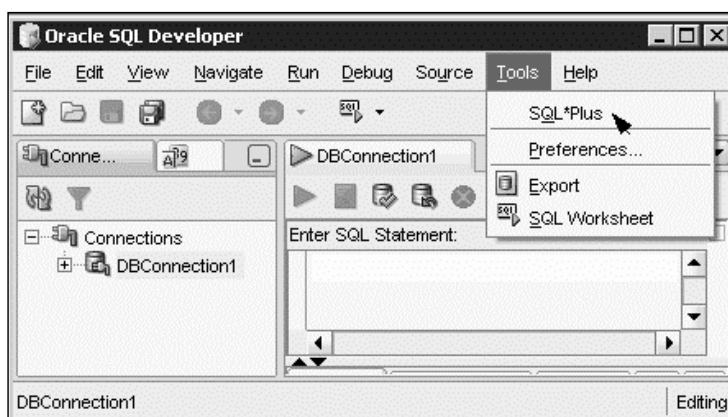 Oracle SQL Developer
File Edit View Navigate Run Debug Source Tools Help
SQL
SQL*Plus
Preferences...
Export
SQL Worksheet
Conne...
DBConnection1
Connections
DBConnection1
Enter SQL Statement:
DBConnection1
Editing